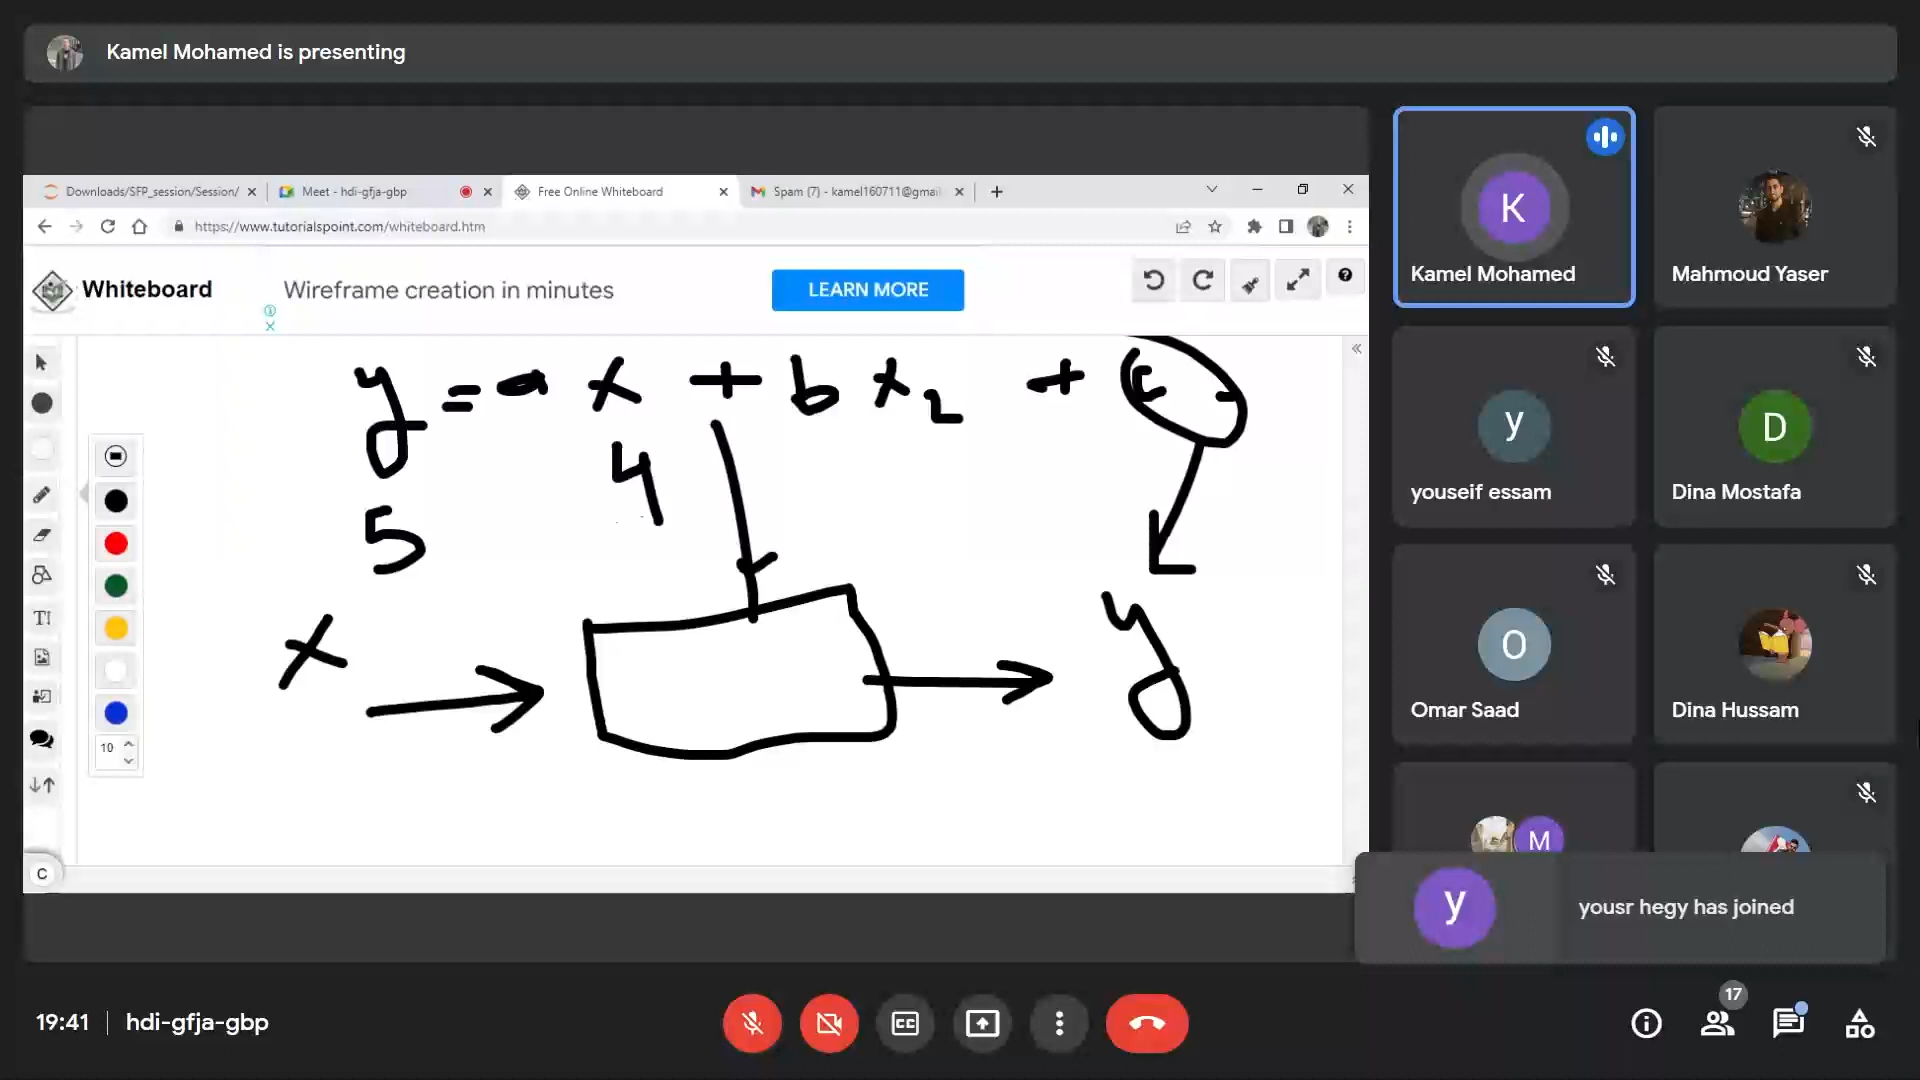 Kamel Mohamed is presenting
Downloads/SFP_session/Session/
Meet - hdi-gfja-gbp
Free Online Whiteboard
Spam (7) - kamel160711@gmai
https://www.tutorialspoint.com/whiteboard.htm
Whiteboard
Wireframe creation in minutes
LEARN MORE
y = a x + b x2 + c
4
5
x
y
10
C
K
Kamel Mohamed
Mahmoud Yaser
y
youseif essam
D
Dina Mostafa
O
Omar Saad
Dina Hussam
M
y
yousr hegy has joined
19:41
hdi-gfja-gbp
CC
17